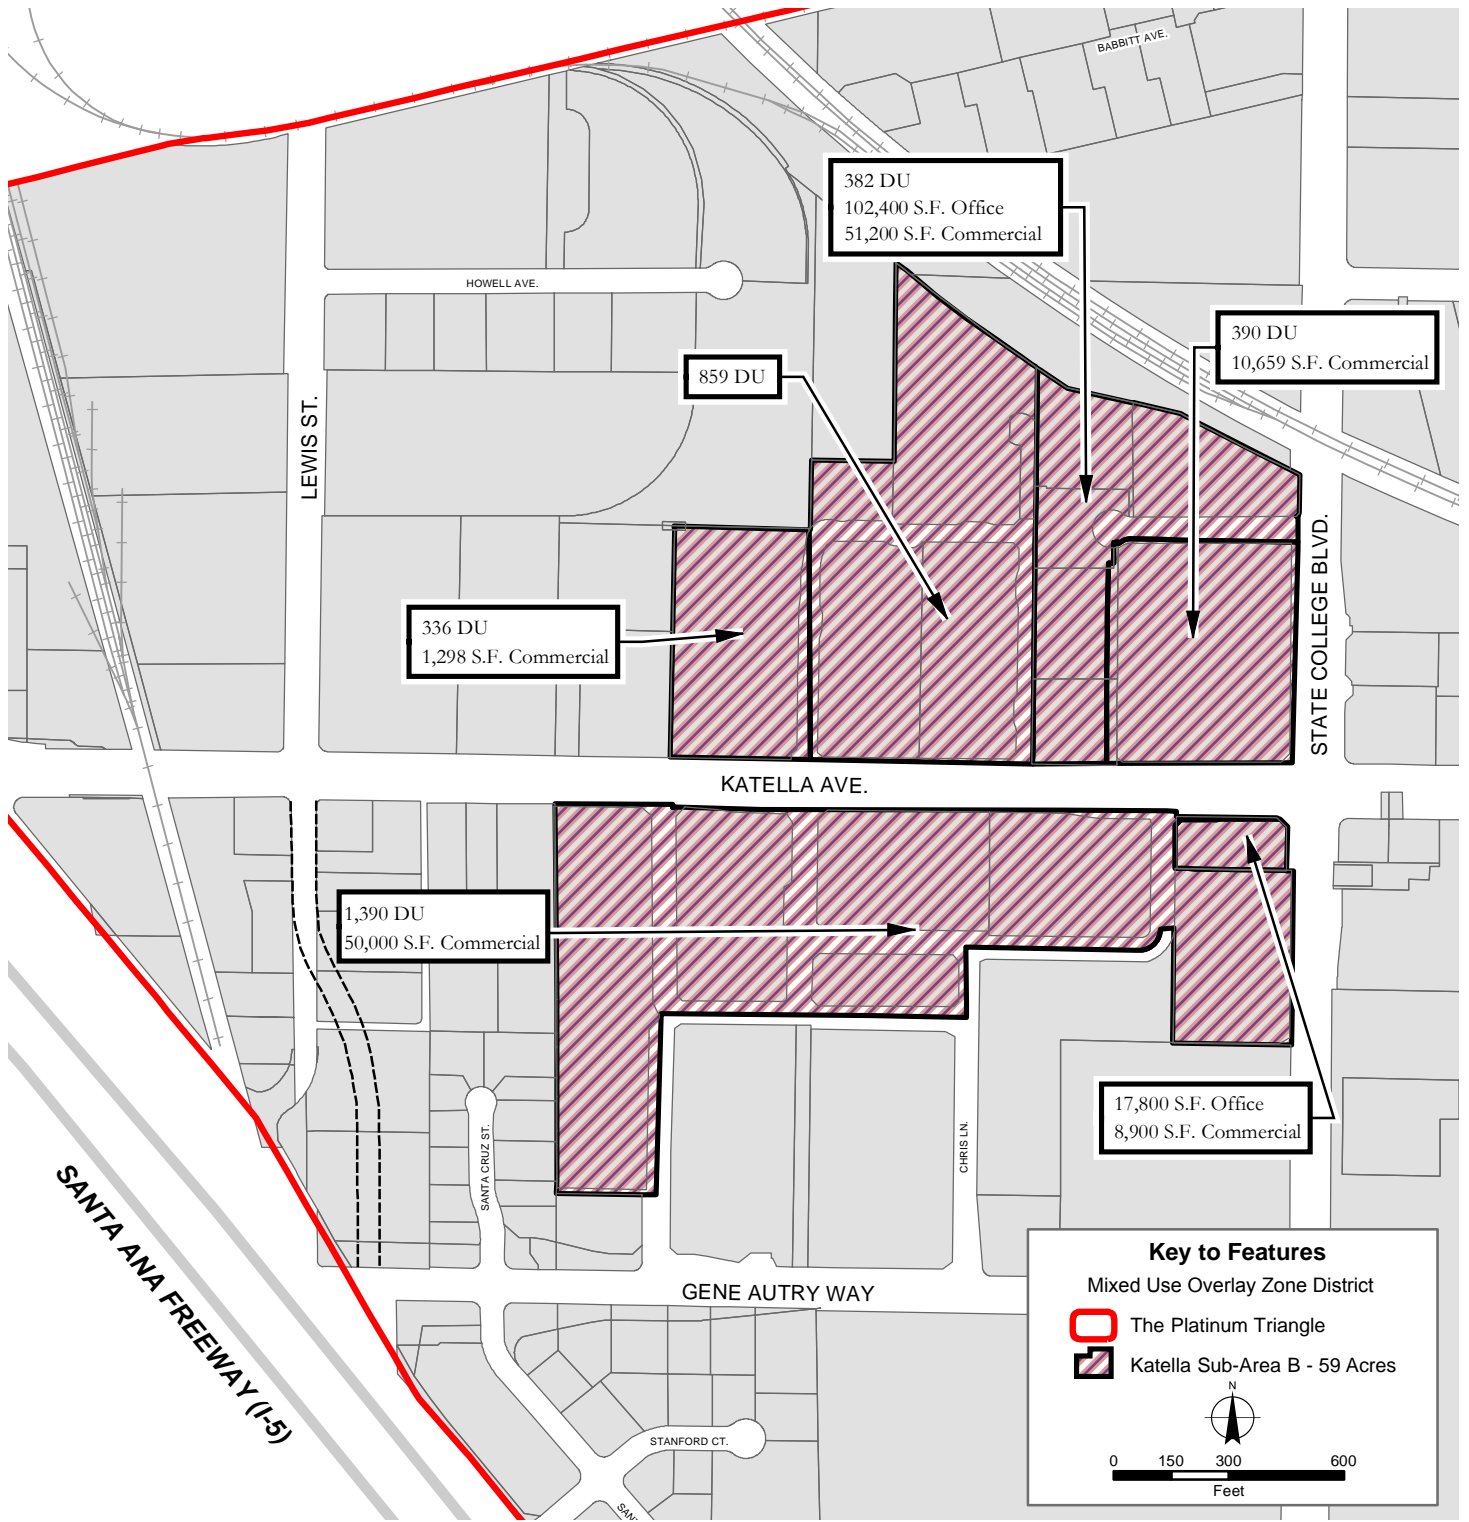 BABBITT AVE.
382 DU
102,400 S.F. Office
51,200 S.F. Commercial
HOWELL AVE.
390 DU
10,659 S.F. Commercial
859 DU
LEWIS ST.
STATE COLLEGE BLVD.
336 DU
1,298 S.F. Commercial
KATELLA AVE.
1,390 DU
50,000 S.F. Commercial
17,800 S.F. Office
8,900 S.F. Commercial
SANTA CRUZ ST.
CHRIS LN.
SANTA ANA FREEWAY (I-5)
GENE AUTRY WAY
STANFORD CT.
Key to Features
Mixed Use Overlay Zone District
The Platinum Triangle
Katella Sub-Area B - 59 Acres
N
0 150 300 600
Feet